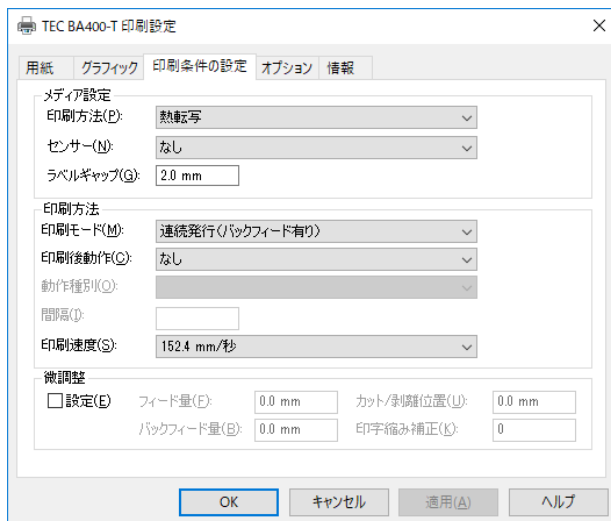 TEC BA400-T 印刷設定
用紙 グラフィック 印刷条件の設定 オプション 情報
メディア設定
印刷方法(P): 熱転写
センサー(N): なし
ラベルギャップ(G): 2.0 mm
印刷方法
印刷モード(M): 連続発行(バックフィード有り)
印刷後動作(C): なし
動作種別(O):
間隔(I):
印刷速度(S): 152.4 mm/秒
微調整
設定(E) フィード量(F): 0.0 mm カット/剥離位置(U): 0.0 mm
バックフィード量(B): 0.0 mm 印字縮み補正(K): 0
OK キャンセル 適用(A) ヘルプ